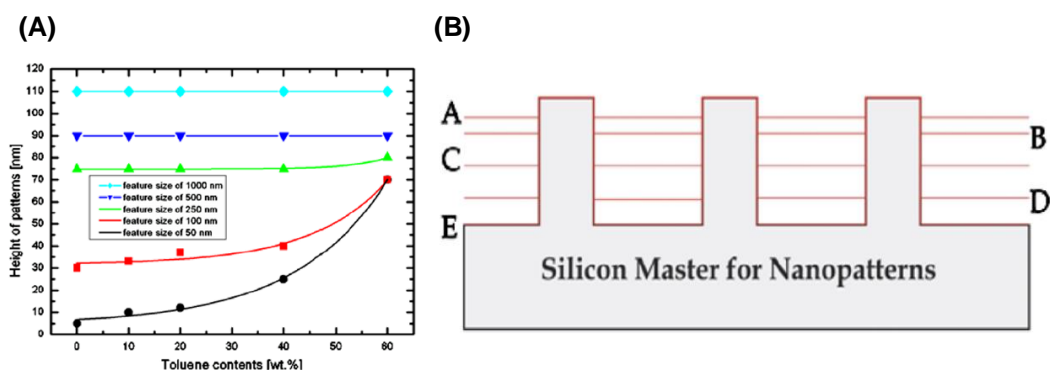 (A)
(B)
120
110
100
90
80
70
60
50
40
30
20
10
0
Height of patterns [nm]
feature size of 1000 nm
feature size of 500 nm
feature size of 250 nm
feature size of 100 nm
feature size of 50 nm
0 10 20 30 40 50 60
Toluene contents [wt.%]
A
B
C
D
E
Silicon Master for Nanopatterns